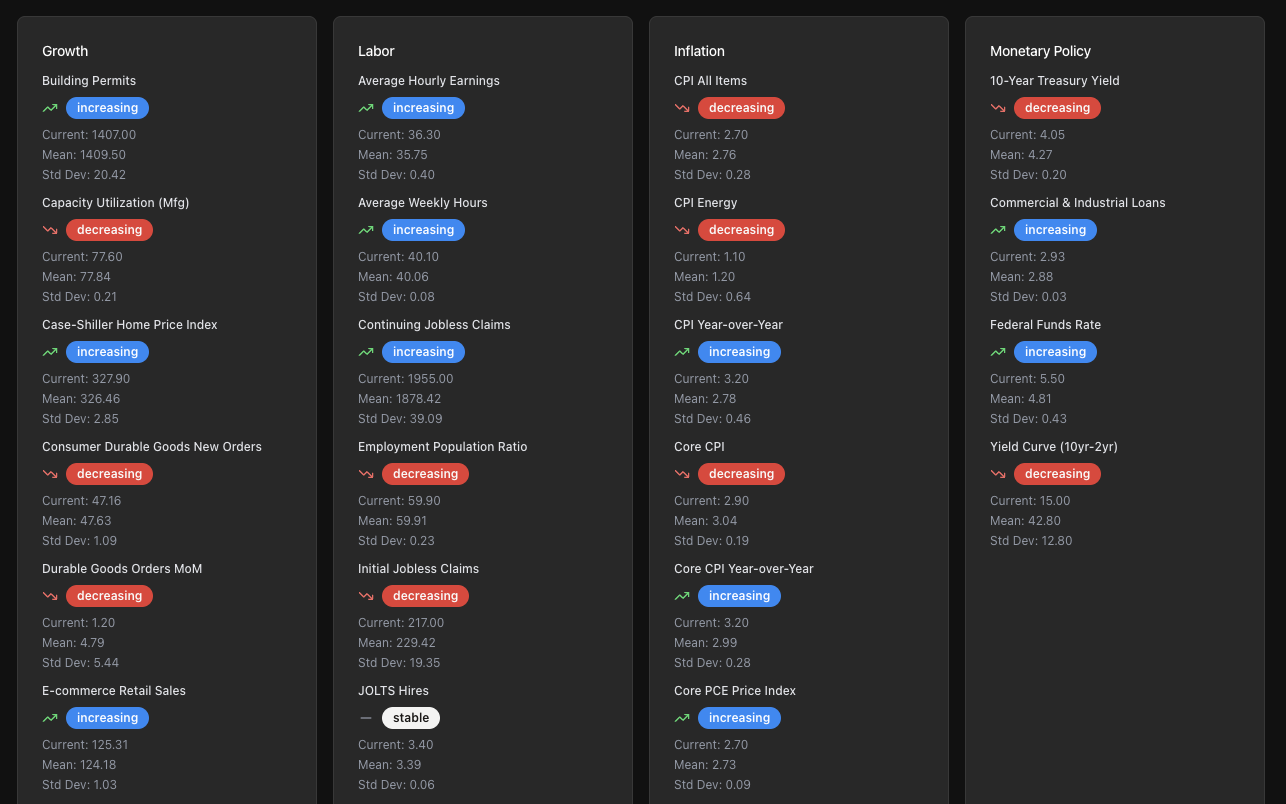 Growth
Building Permits
increasing
Current: 1407.00
Mean: 1409.50
Std Dev: 20.42
Capacity Utilization (Mfg)
decreasing
Current: 77.60
Mean: 77.84
Std Dev: 0.21
Case-Shiller Home Price Index
increasing
Current: 327.90
Mean: 326.46
Std Dev: 2.85
Consumer Durable Goods New Orders
decreasing
Current: 47.16
Mean: 47.63
Std Dev: 1.09
Durable Goods Orders MoM
decreasing
Current: 1.20
Mean: 4.79
Std Dev: 5.44
E-commerce Retail Sales
increasing
Current: 125.31
Mean: 124.18
Std Dev: 1.03
Labor
Average Hourly Earnings
increasing
Current: 36.30
Mean: 35.75
Std Dev: 0.40
Average Weekly Hours
increasing
Current: 40.10
Mean: 40.06
Std Dev: 0.08
Continuing Jobless Claims
increasing
Current: 1955.00
Mean: 1878.42
Std Dev: 39.09
Employment Population Ratio
decreasing
Current: 59.90
Mean: 59.91
Std Dev: 0.23
Initial Jobless Claims
decreasing
Current: 217.00
Mean: 229.42
Std Dev: 19.35
JOLTS Hires
stable
Current: 3.40
Mean: 3.39
Std Dev: 0.06
Inflation
CPI All Items
decreasing
Current: 2.70
Mean: 2.76
Std Dev: 0.28
CPI Energy
decreasing
Current: 1.10
Mean: 1.20
Std Dev: 0.64
CPI Year-over-Year
increasing
Current: 3.20
Mean: 2.78
Std Dev: 0.46
Core CPI
decreasing
Current: 2.90
Mean: 3.04
Std Dev: 0.19
Core CPI Year-over-Year
increasing
Current: 3.20
Mean: 2.99
Std Dev: 0.28
Core PCE Price Index
increasing
Current: 2.70
Mean: 2.73
Std Dev: 0.09
Monetary Policy
10-Year Treasury Yield
decreasing
Current: 4.05
Mean: 4.27
Std Dev: 0.20
Commercial & Industrial Loans
increasing
Current: 2.93
Mean: 2.88
Std Dev: 0.03
Federal Funds Rate
increasing
Current: 5.50
Mean: 4.81
Std Dev: 0.43
Yield Curve (10yr-2yr)
decreasing
Current: 15.00
Mean: 42.80
Std Dev: 12.80